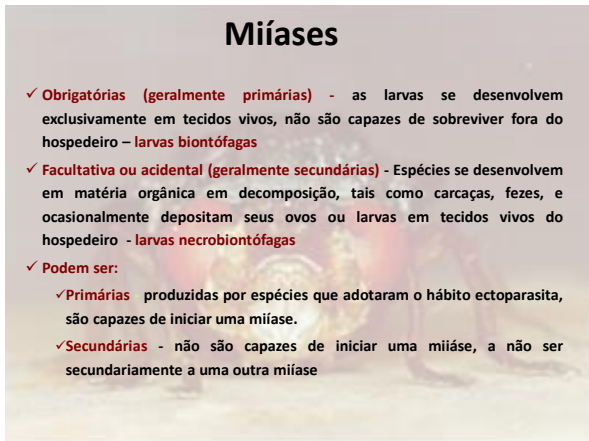 Miíases
✓ Obrigatórias (geralmente primárias) - as larvas se desenvolvem
exclusivamente em tecidos vivos, não são capazes de sobreviver fora do
hospedeiro – larvas biontófagas
✓ Facultativa ou acidental (geralmente secundárias) - Espécies se desenvolvem
em matéria orgânica em decomposição, tais como carcaças, fezes, e
ocasionalmente depositam seus ovos ou larvas em tecidos vivos do
hospedeiro - larvas necrobiontófagas
✓ Podem ser:
✓Primárias - produzidas por espécies que adotaram o hábito ectoparasita,
são capazes de iniciar uma miíase.
✓Secundárias - não são capazes de iniciar uma miiáse, a não ser
secundariamente a uma outra miíase